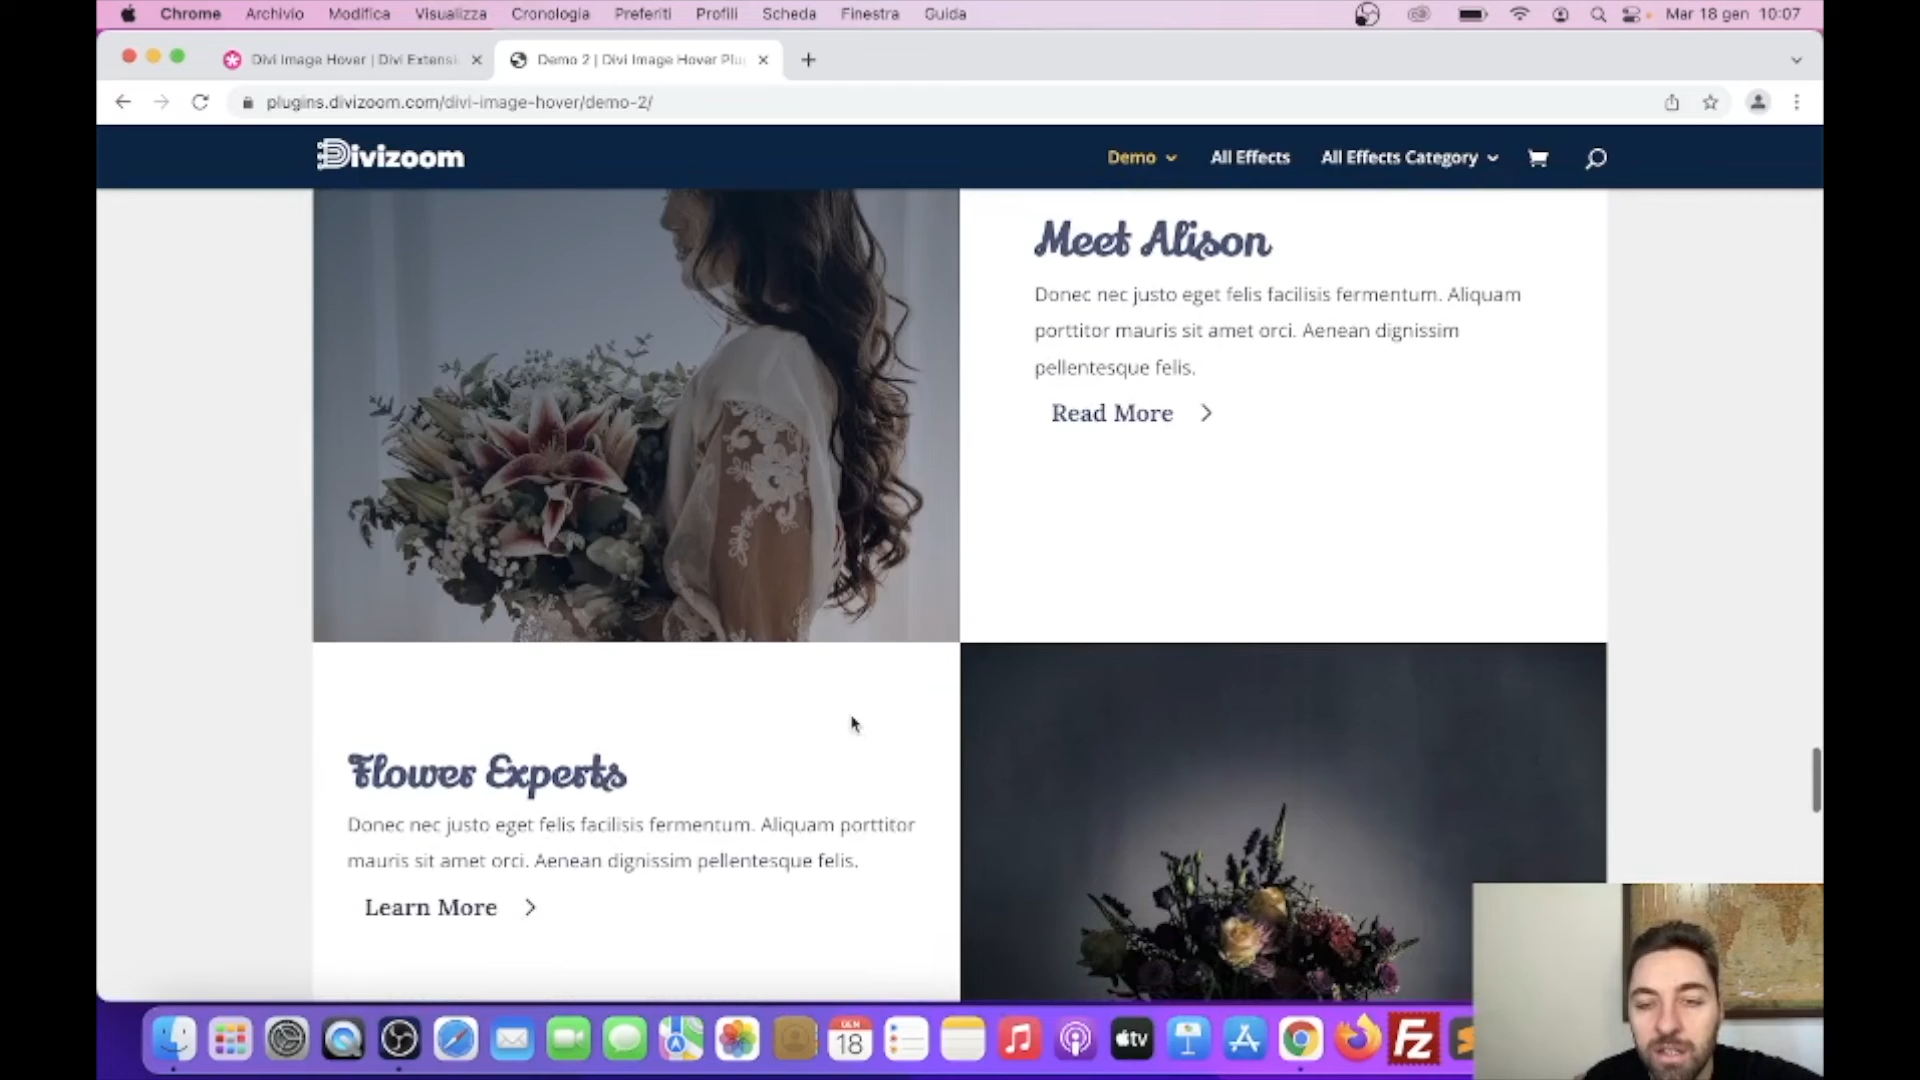 Chrome Archivio Modifica Visualizza Cronologia Preferiti Profili Scheda Finestra Guida Mar 18 gen 10:07
Divi Image Hover | Divi Extensi Demo 2 | Divi Image Hover Plu
plugins.divizoom.com/divi-image-hover/demo-2/
Divizoom Demo All Effects All Effects Category
Meet Alison
Donec nec justo eget felis facilisis fermentum. Aliquam
porttitor mauris sit amet orci. Aenean dignissim
pellentesque felis.
Read More
Flower Experts
Donec nec justo eget felis facilisis fermentum. Aliquam porttitor
mauris sit amet orci. Aenean dignissim pellentesque felis.
Learn More
GEN
18
tv
FZ